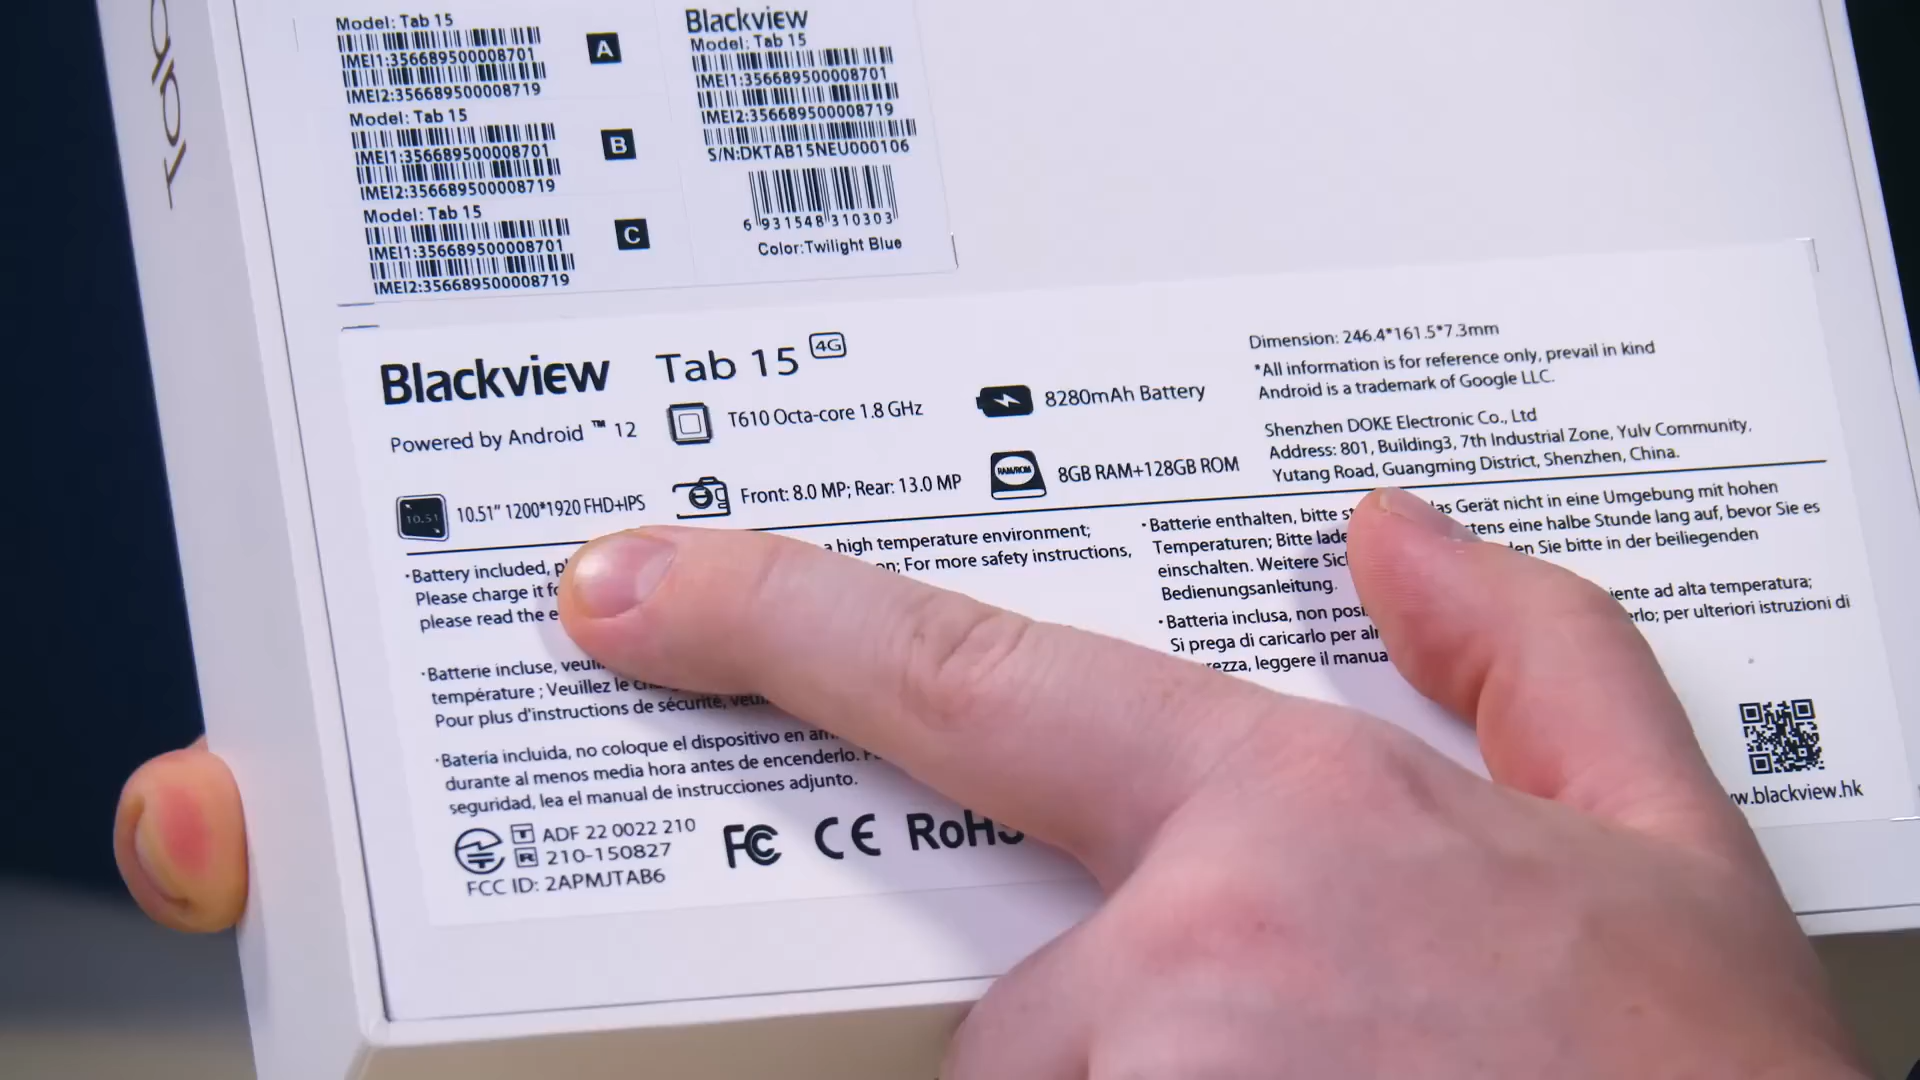 Tab
Model: Tab 15
IMEI1:356689500008701
IMEI2:356689500008719
A
Model: Tab 15
IMEI1:356689500008701
IMEI2:356689500008719
B
Model: Tab 15
IMEI1:356689500008701
IMEI2:356689500008719
C
Blackview
Model: Tab 15
IMEI1:356689500008701
IMEI2:356689500008719
S/N:DKTAB15NEU000106
6 931548 310303
Color:Twilight Blue
Blackview Tab 15 4G
Powered by Android ™ 12
T610 Octa-core 1.8 GHz
8280mAh Battery
10.51
10.51" 1200*1920 FHD+IPS
Front: 8.0 MP; Rear: 13.0 MP
RAM/ROM
8GB RAM+128GB ROM
Dimension: 246.4*161.5*7.3mm
*All information is for reference only, prevail in kind
Android is a trademark of Google LLC.
Shenzhen DOKE Electronic Co., Ltd
Address: 801, Building3, 7th Industrial Zone, Yulv Community,
Yutang Road, Guangming District, Shenzhen, China.
·Battery included, a high temperature environment;
Please charge it For more safety instructions,
please read the
·Batterie incluse,
température ; Veuillez le
Pour plus d'instructions de sécurité,
·Batería incluida, no coloque el dispositivo en
durante al menos media hora antes de encenderlo.
seguridad, lea el manual de instrucciones adjunto.
·Batterie enthalten, bitte Gerät nicht in eine Umgebung mit hohen
Temperaturen; Bitte eine halbe Stunde lang auf, bevor Sie es
einschalten. Weitere Sie bitte in der beiliegenden
Bedienungsanleitung.
·Batteria inclusa, non ad alta temperatura;
Si prega di caricarlo per per ulteriori istruzioni di
leggere il
T ADF 22 0022 210
R 210-150827
FCC ID: 2APMJTAB6
FC CE RoHS
.blackview.hk